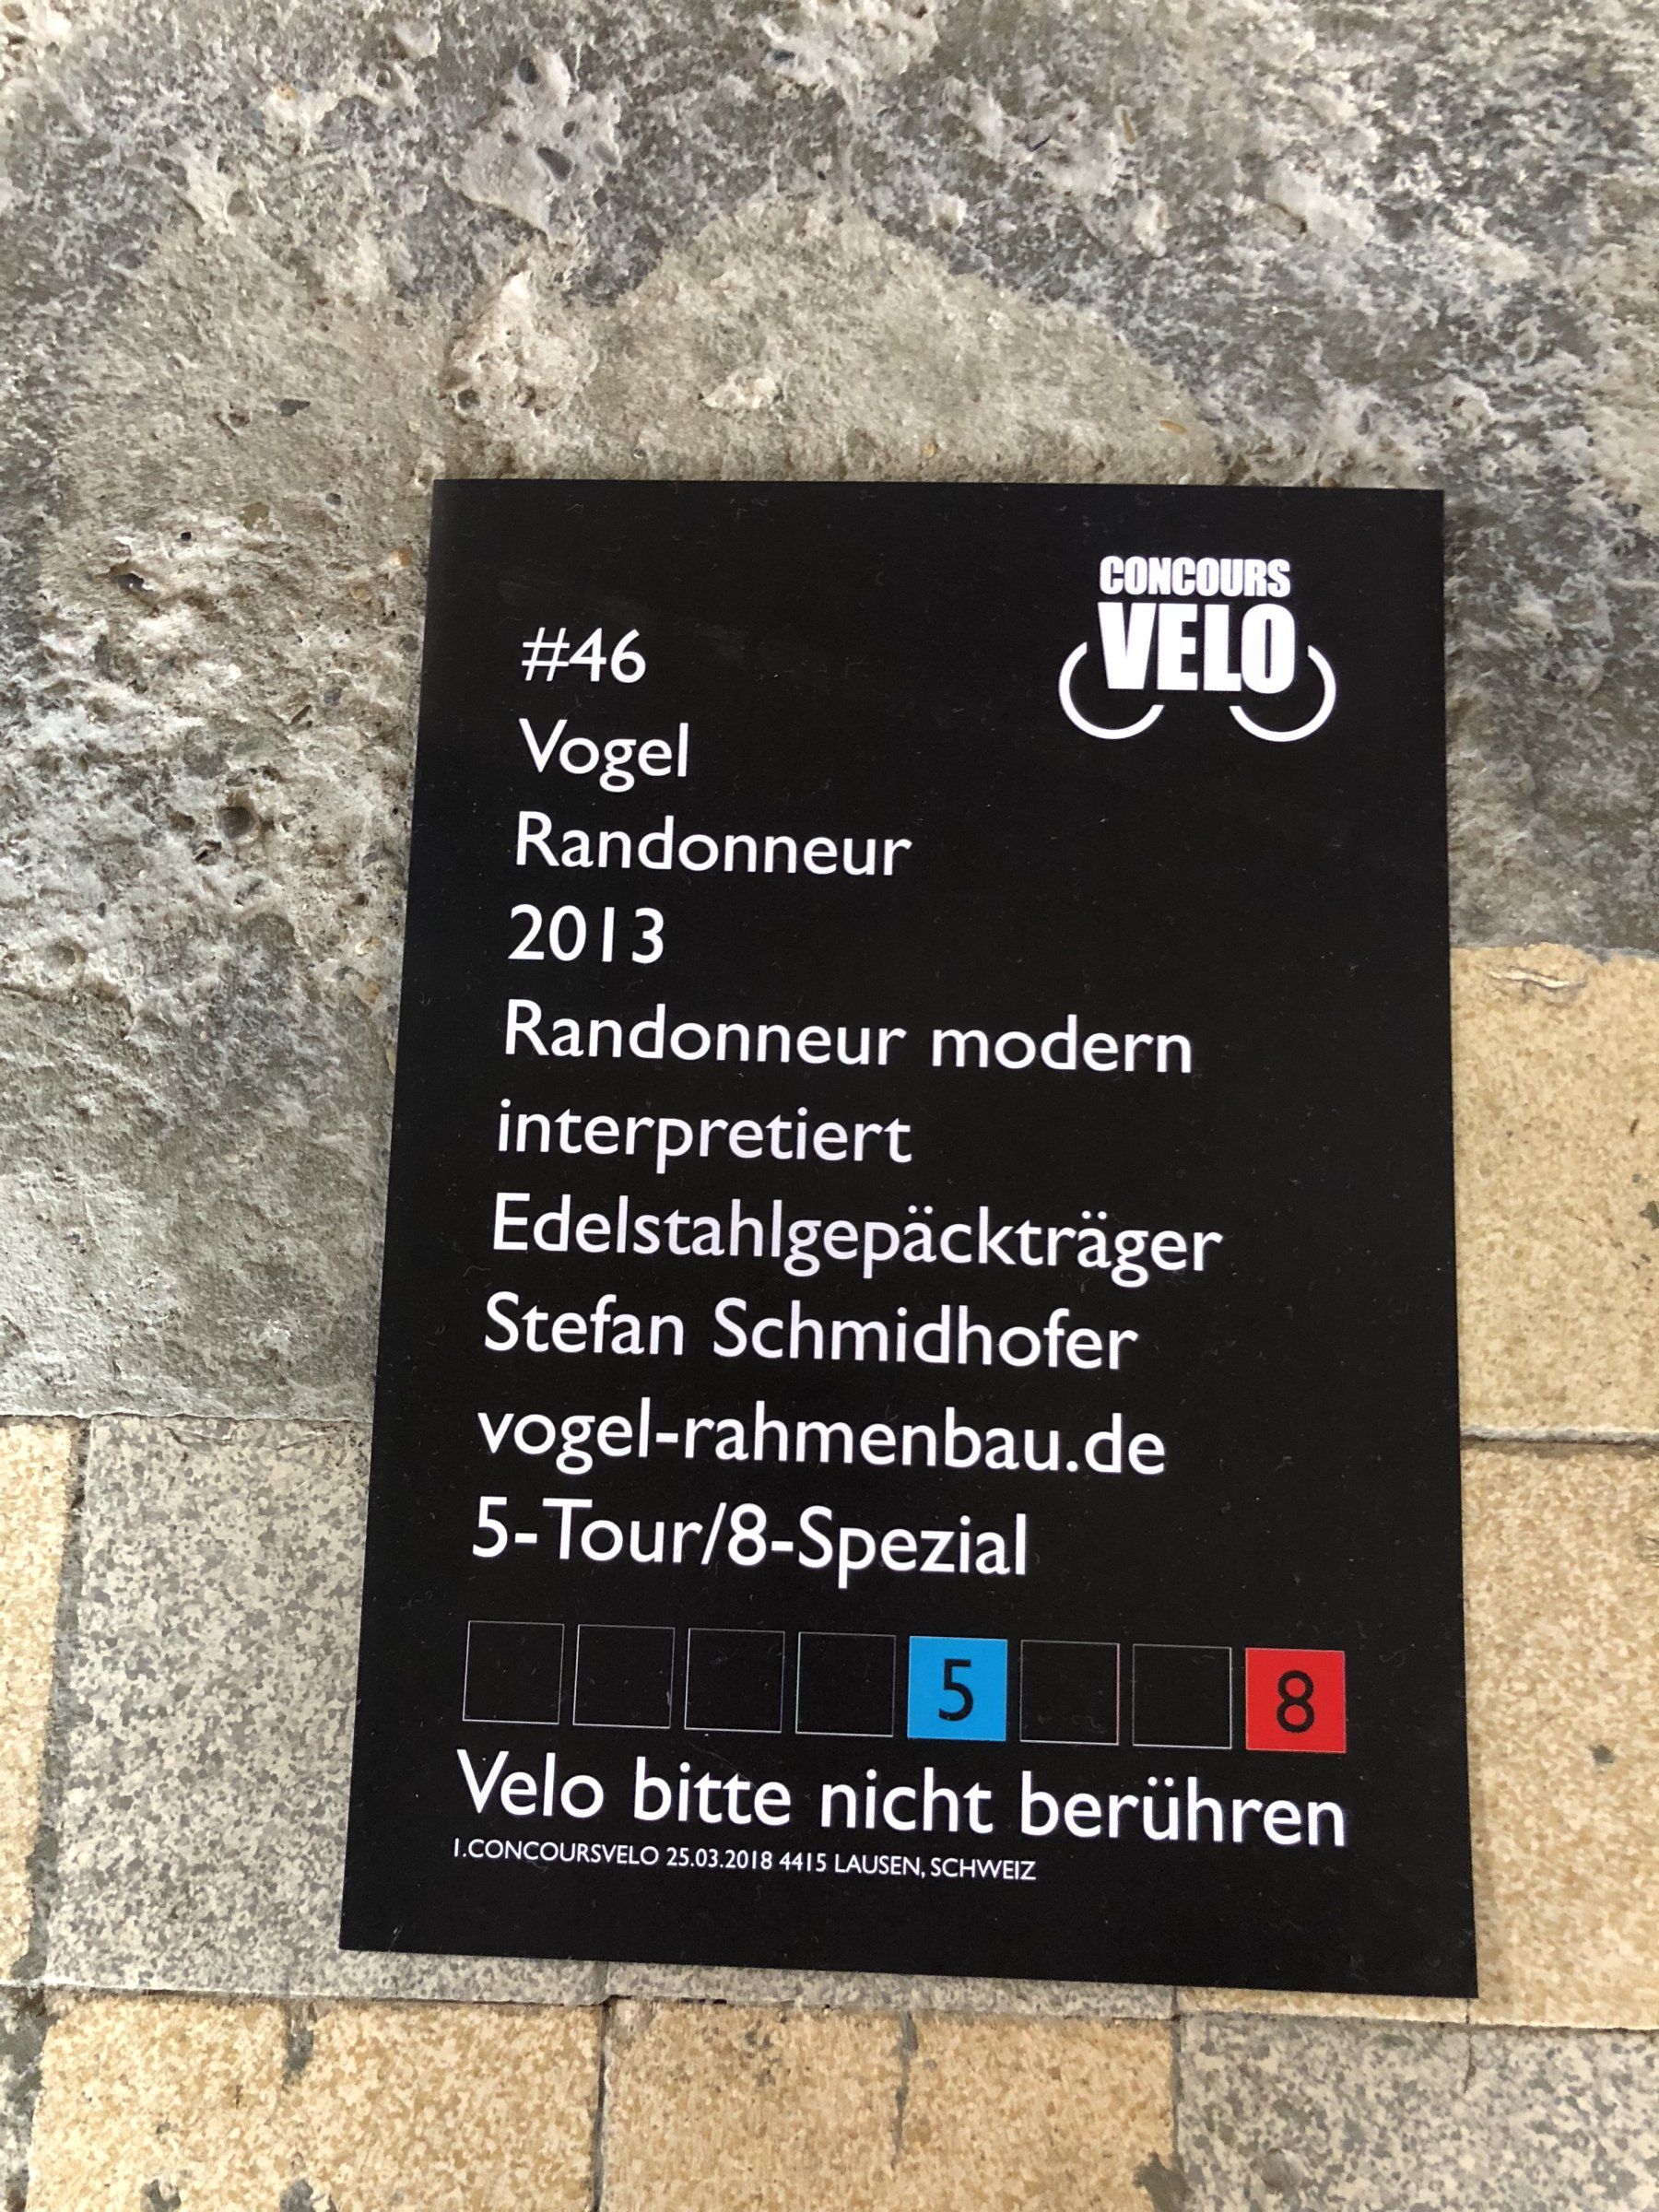 CONCOURS
VELO
#46
Vogel
Randonneur
2013
Randonneur modern
interpretiert
Edelstahlgepäckträger
Stefan Schmidhofer
vogel-rahmenbau.de
5-Tour/8-Spezial
5 8
Velo bitte nicht berühren
1.CONCOURSVELO 25.03.2018 4415 LAUSEN, SCHWEIZ